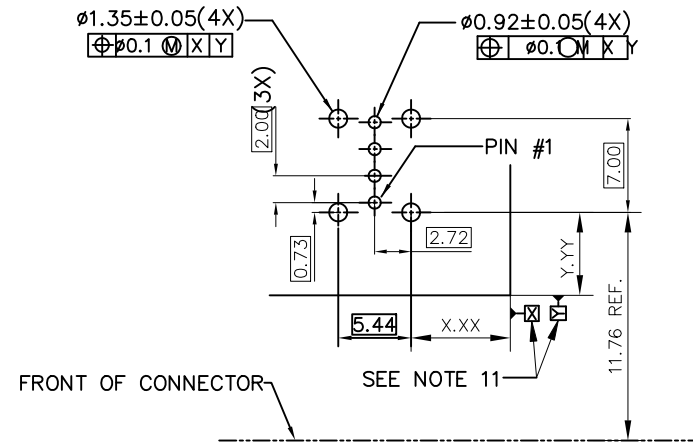 ø1.35±0.05(4X)
⌖ ø0.1 Ⓜ X Y
ø0.92±0.05(4X)
⌖ ø0.1 Ⓜ X Y
2.00(3X)
PIN #1
7.00
0.73
2.72
Y.YY
5.44
X.XX
X
Y
11.76 REF.
SEE NOTE 11
FRONT OF CONNECTOR